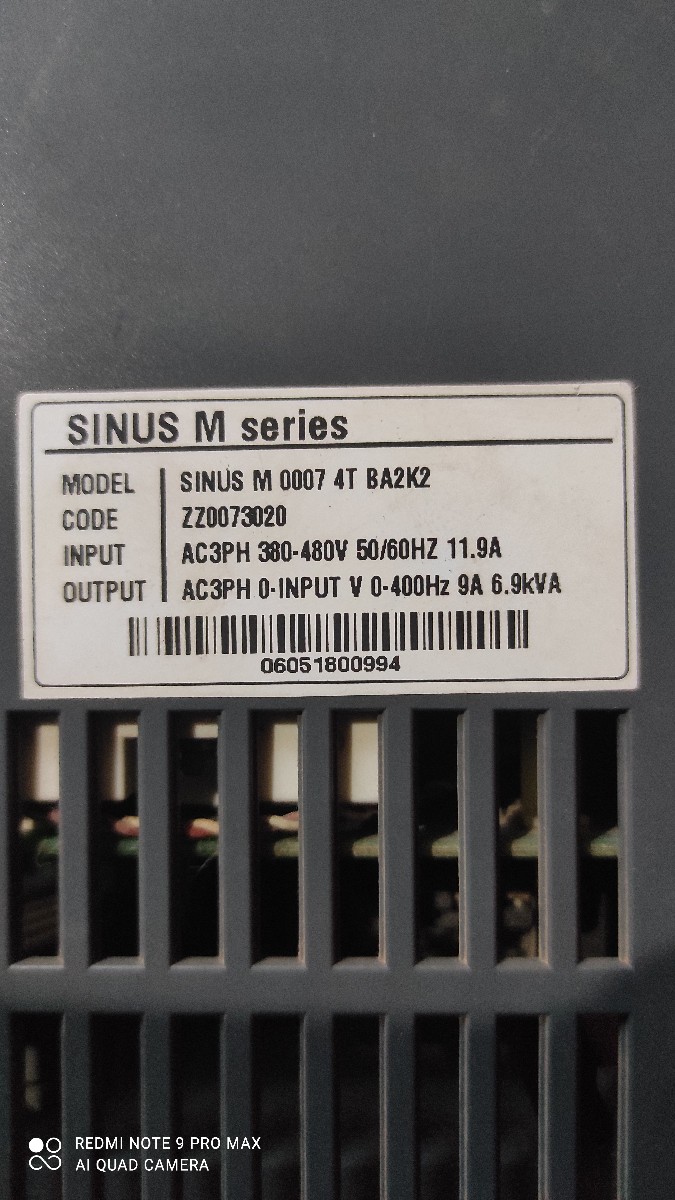 SINUS M series
MODEL SINUS M 0007 4T BA2K2
CODE ZZ0073020
INPUT AC3PH 380-480V 50/60HZ 11.9A
OUTPUT AC3PH 0-INPUT V 0-400Hz 9A 6.9kVA
06051800994
REDMI NOTE 9 PRO MAX
AI QUAD CAMERA